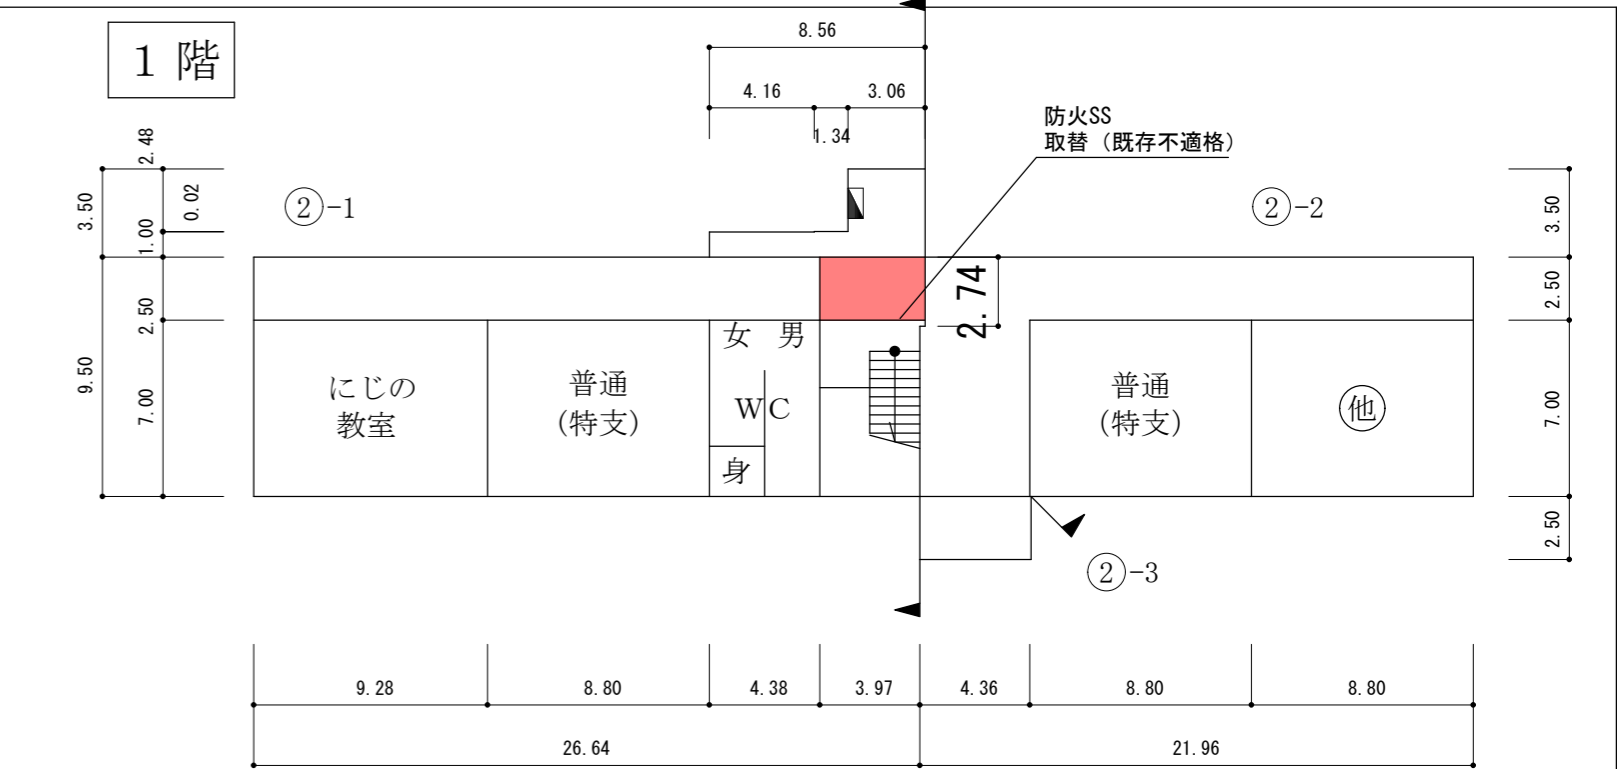 1 階
8.56
4.16
3.06
1.34
防火SS
取替（既存不適格）
2.48
3.50
0.02
1.00
②-1
②-2
3.50
2.74
2.50
2.50
9.50
7.00
女 男
にじの
教室
普通
(特支)
WC
身
普通
(特支)
他
7.00
2.50
②-3
9.28
8.80
4.38
3.97
4.36
8.80
8.80
26.64
21.96